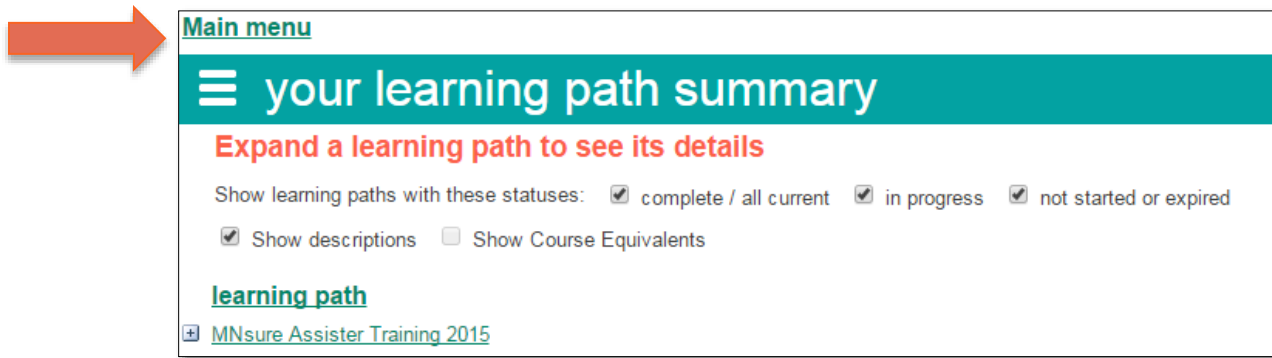 Main menu
your learning path summary
Expand a learning path to see its details
Show learning paths with these statuses: complete / all current in progress not started or expired
Show descriptions Show Course Equivalents
learning path
MNsure Assister Training 2015